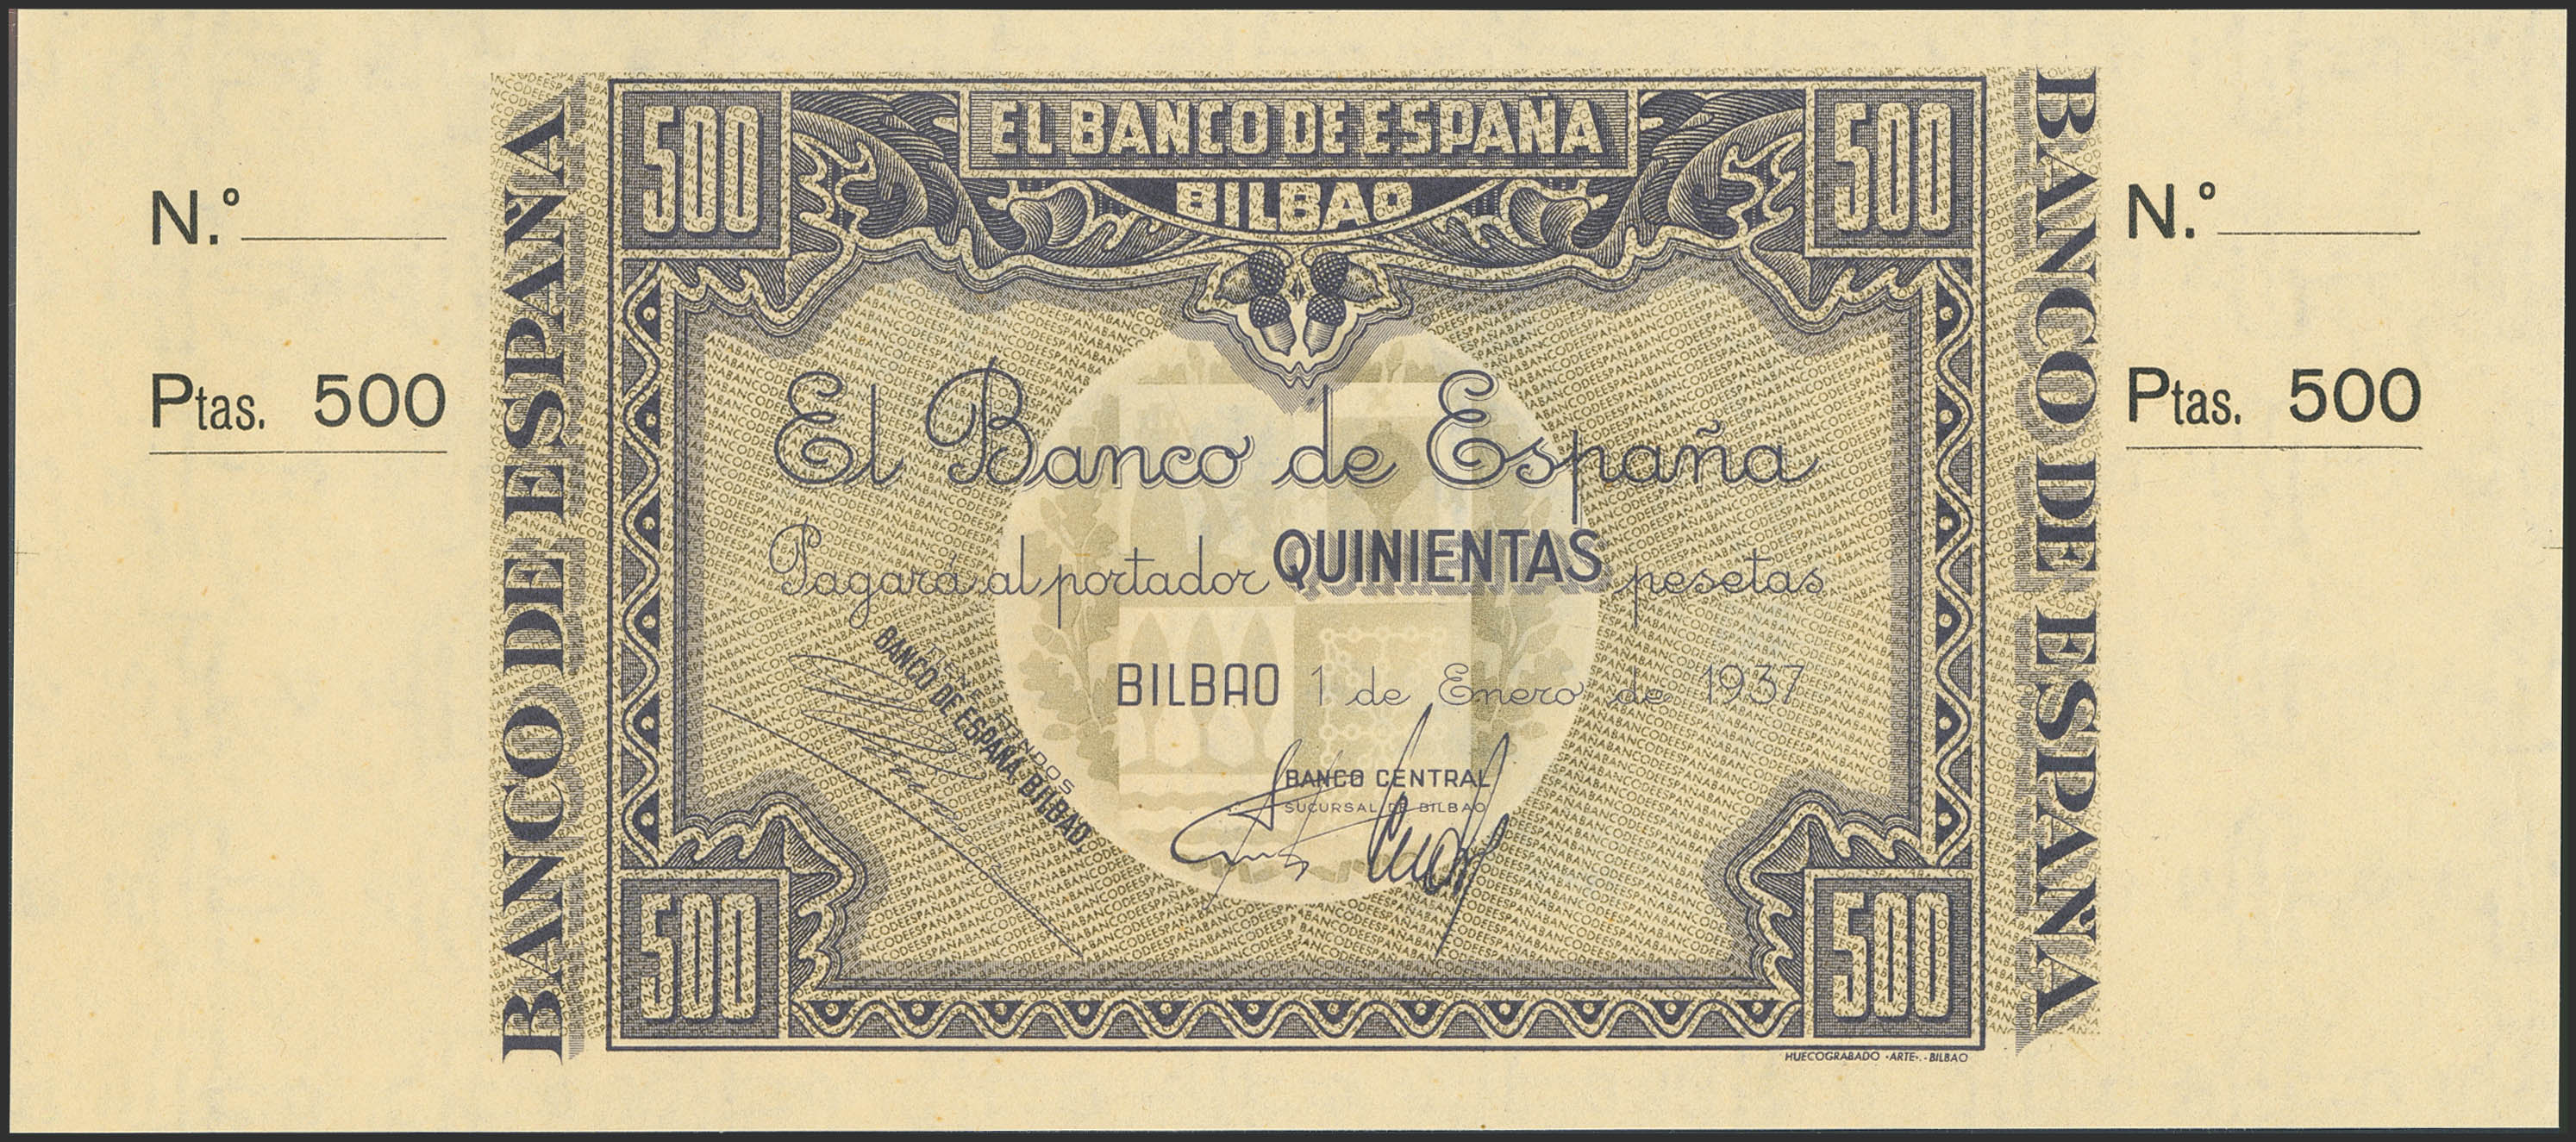 N.º
Ptas. 500
BANCO DE ESPAÑA
500
EL BANCO DE ESPAÑA
BILBAO
500
El Banco de España
Pagará al portador QUINIENTAS pesetas
BILBAO 1 de Enero de 1937
BANCO DE ESPAÑA, BILBAO.
BANCO CENTRAL
SUCURSAL DE BILBAO
500
500
HUECOGRABADO "ARTE". - BILBAO
BANCO DE ESPAÑA
N.º
Ptas. 500